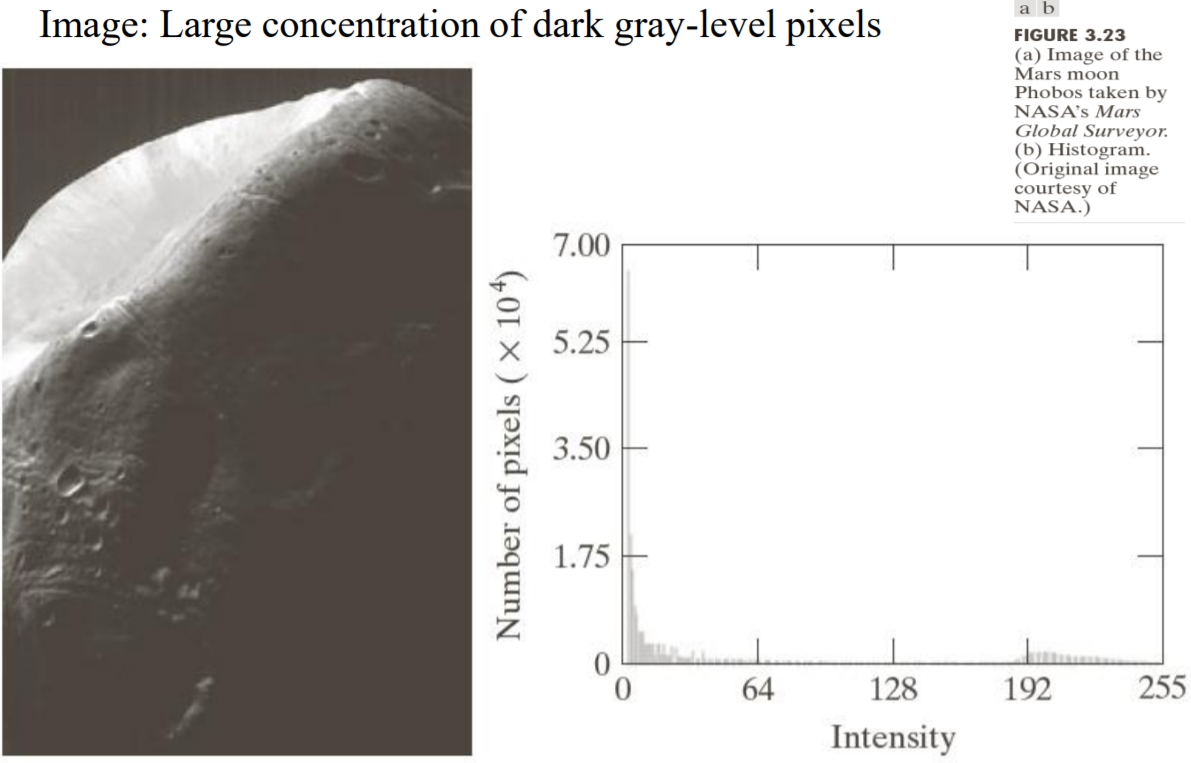 Image: Large concentration of dark gray-level pixels
a b
FIGURE 3.23
(a) Image of the
Mars moon
Phobos taken by
NASA's Mars
Global Surveyor.
(b) Histogram.
(Original image
courtesy of
NASA.)
7.00
5.25
3.50
1.75
0
Number of pixels ( × 10⁴)
0 64 128 192 255
Intensity